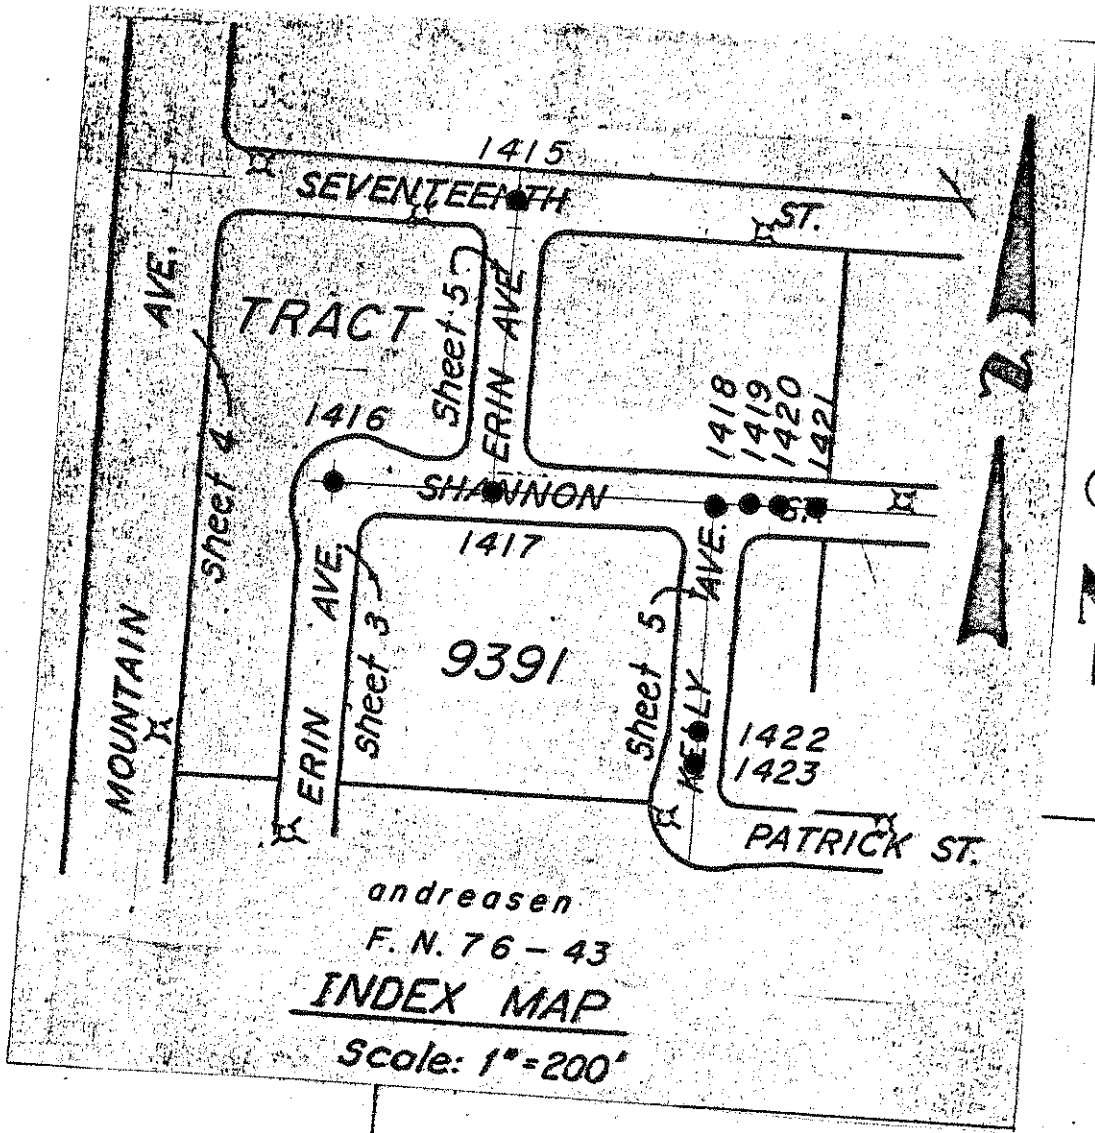 1415
SEVENTEENTH
ST.
AVE.
TRACT
Sheet 5
ERIN AVE.
1416
Sheet 4
1418
1419
1420
1421
SHANNON
ST.
1417
AVE.
ERIN
Sheet 3
9391
Sheet 5
KELLY
AVE.
MOUNTAIN
1422
1423
PATRICK ST.
andreasen
F. N. 76 - 43
INDEX MAP
Scale: 1"=200'
N